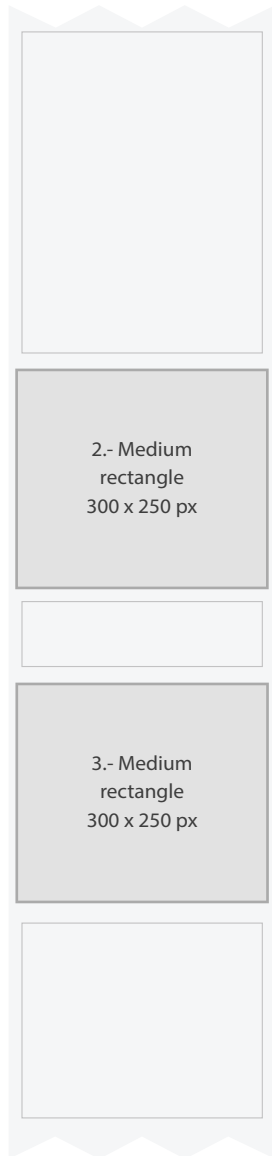 2.- Medium
rectangle
300 x 250 px
3.- Medium
rectangle
300 x 250 px